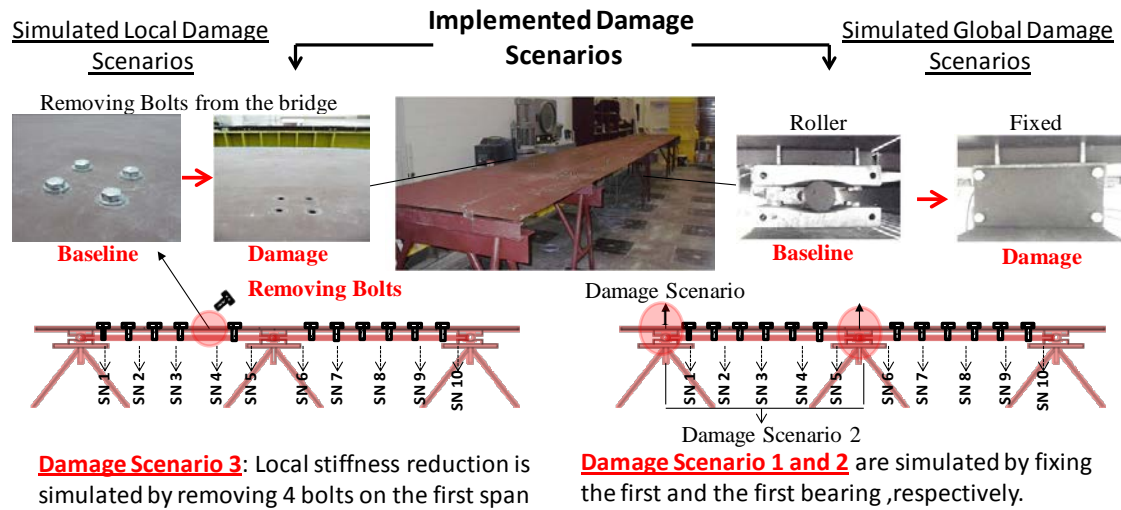 Implemented Damage
Scenarios
Simulated Local Damage
Scenarios
Removing Bolts from the bridge
Baseline
Damage
Removing Bolts
SN 1
SN 2
SN 3
SN 4
SN 5
SN 6
SN 7
SN 8
SN 9
SN 10
Damage Scenario 3: Local stiffness reduction is
simulated by removing 4 bolts on the first span
Simulated Global Damage
Scenarios
Roller
Fixed
Baseline
Damage
Damage Scenario
SN 1
SN 2
SN 3
SN 4
SN 5
SN 6
SN 7
SN 8
SN 9
SN 10
Damage Scenario 2
Damage Scenario 1 and 2 are simulated by fixing
the first and the first bearing ,respectively.